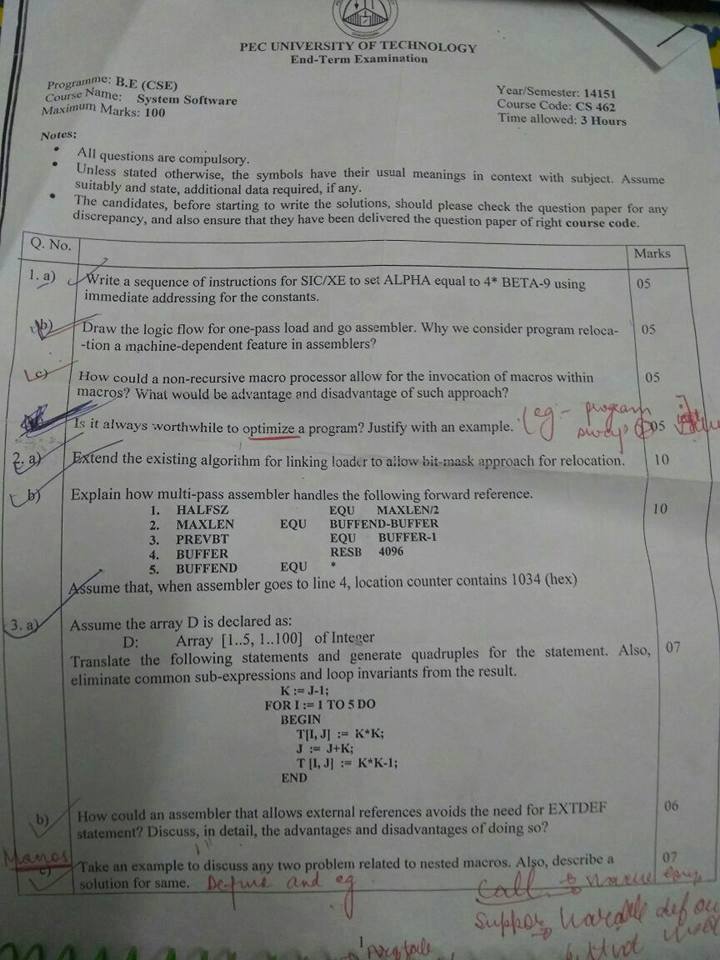 PEC UNIVERSITY OF TECHNOLOGY
End-Term Examination
Programme: B.E (CSE)
Course Name: System Software
Maximum Marks: 100
Year/Semester: 14151
Course Code: CS 462
Time allowed: 3 Hours
Notes:
• All questions are compulsory.
• Unless stated otherwise, the symbols have their usual meanings in context with subject. Assume
suitably and state, additional data required, if any.
• The candidates, before starting to write the solutions, should please check the question paper for any
discrepancy, and also ensure that they have been delivered the question paper of right course code.
Q. No. Marks
1. a) Write a sequence of instructions for SIC/XE to set ALPHA equal to 4* BETA-9 using 05
immediate addressing for the constants.
b) Draw the logic flow for one-pass load and go assembler. Why we consider program reloca- 05
-tion a machine-dependent feature in assemblers?
c) How could a non-recursive macro processor allow for the invocation of macros within 05
macros? What would be advantage and disadvantage of such approach?
Is it always worthwhile to optimize a program? Justify with an example. (eg - program 05
2. a) Extend the existing algorithm for linking loader to allow bit-mask approach for relocation. 10
b) Explain how multi-pass assembler handles the following forward reference. 10
1. HALFSZ EQU MAXLEN/2
2. MAXLEN EQU BUFFEND-BUFFER
3. PREVBT EQU BUFFER-1
4. BUFFER RESB 4096
5. BUFFEND EQU *
Assume that, when assembler goes to line 4, location counter contains 1034 (hex)
3. a) Assume the array D is declared as: 07
D: Array [1..5, 1..100] of Integer
Translate the following statements and generate quadruples for the statement. Also,
eliminate common sub-expressions and loop invariants from the result.
K := J-1;
FOR I := 1 TO 5 DO
BEGIN
T[I, J] := K*K;
J := J+K;
T [I, J] := K*K-1;
END
b) How could an assembler that allows external references avoids the need for EXTDEF 06
statement? Discuss, in detail, the advantages and disadvantages of doing so?
Macros
c) Take an example to discuss any two problem related to nested macros. Also, describe a 07
solution for same. Define and eg
Call
1